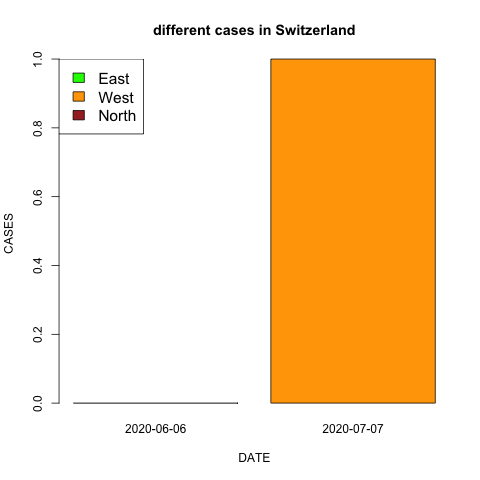 different cases in Switzerland
East
West
North
CASES
1.0
0.8
0.6
0.4
0.2
0.0
2020-06-06
2020-07-07
DATE